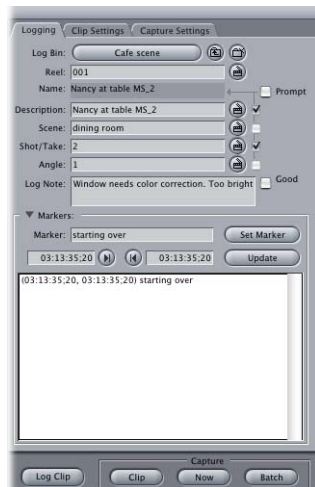 Logging Clip Settings Capture Settings
Log Bin: Cafe scene
Reel: 001
Name: Nancy at table MS_2 Prompt
Description: Nancy at table MS_2
Scene: dining room
Shot/Take: 2
Angle: 1
Log Note: Window needs color correction. Too bright Good
Markers:
Marker: starting over Set Marker
03:13:35;20 03:13:35;20 Update
(03:13:35;20, 03:13:35;20) starting over
Capture
Log Clip Clip Now Batch